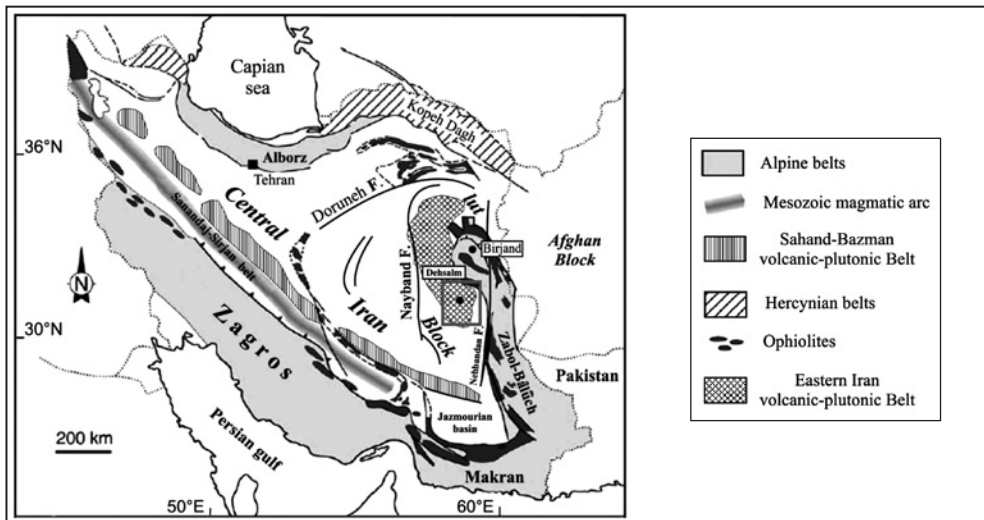 Capian
sea
Kopeh Dagh
36°N
Alborz
Tehran
Doruneh F.
Central
Iran
lut
Block
Birjand
Afghan
Block
Sanandaj-Sirjan belt
Nayband F.
Dehsalm
N
30°N
Zagros
Nehbandan F.
Zabol-Bãlũch
Pakistan
Jazmourian
basin
200 km
Persian gulf
Makran
50°E
60°E
Alpine belts
Mesozoic magmatic arc
Sahand-Bazman
volcanic-plutonic Belt
Hercynian belts
Ophiolites
Eastern Iran
volcanic-plutonic Belt